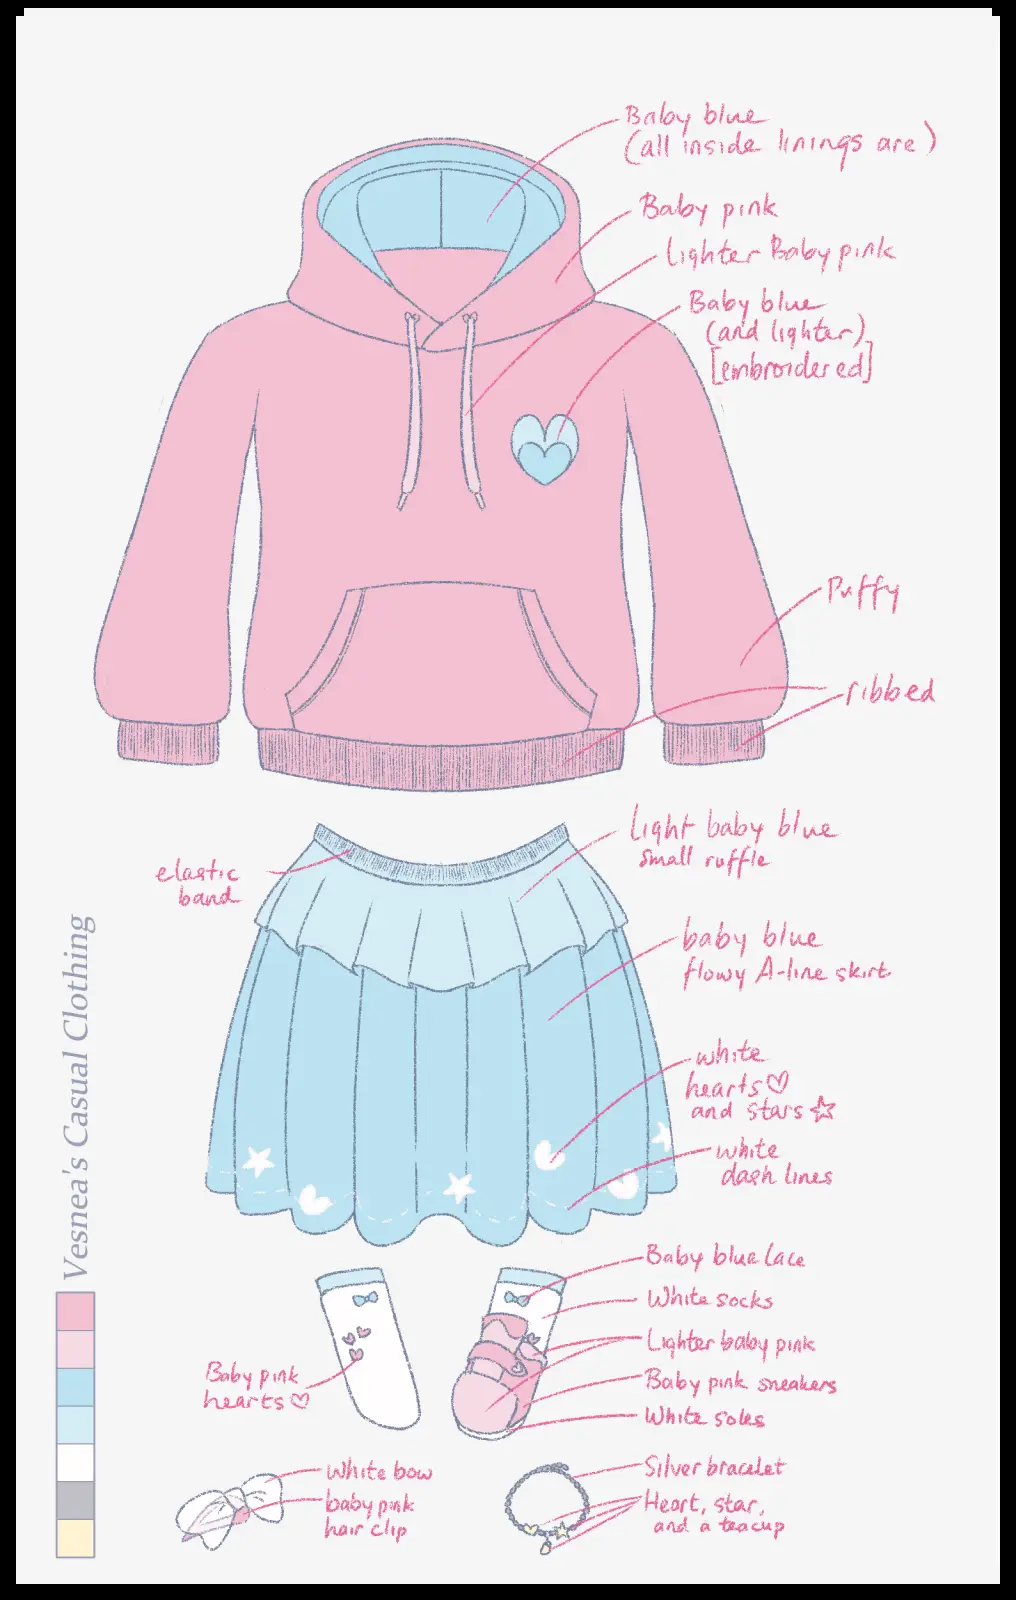 Baby blue
(all inside linings are)
Baby pink
Lighter Baby pink
Baby blue
(and lighter)
[embroidered]
Puffy
ribbed
light baby blue
small ruffle
elastic
band
baby blue
flowy A-line skirt
white
hearts♡
and stars☆
white
dash lines
Vesnea's Casual Clothing
Baby blue lace
White socks
Lighter baby pink
Baby pink sneakers
White soles
Baby pink
hearts♡
White bow
baby pink
hair clip
Silver bracelet
Heart, star,
and a teacup